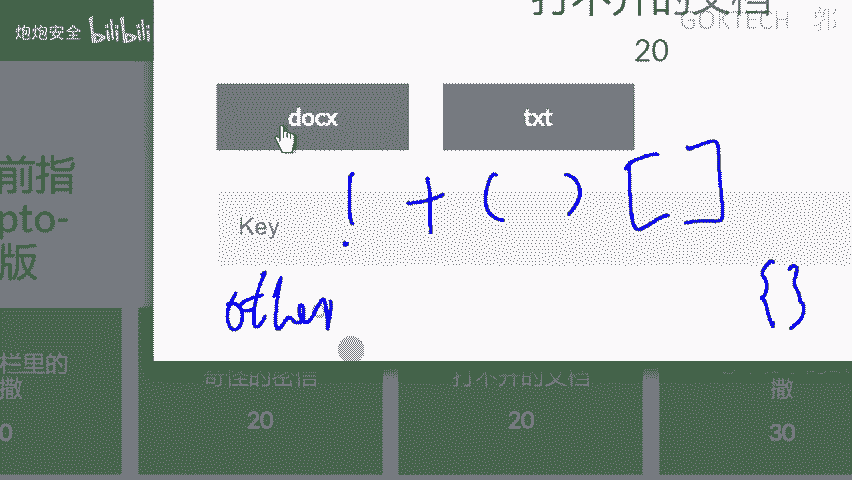 打不开的文档
GOKTECH 郭
炮炮安全 bilibili
20
docx
txt
前指
pto-
版
Key
! + ( ) [ ]
other
{ }
栏里的
撒
0
奇怪的密信
20
打不开的文档
20
撒
30